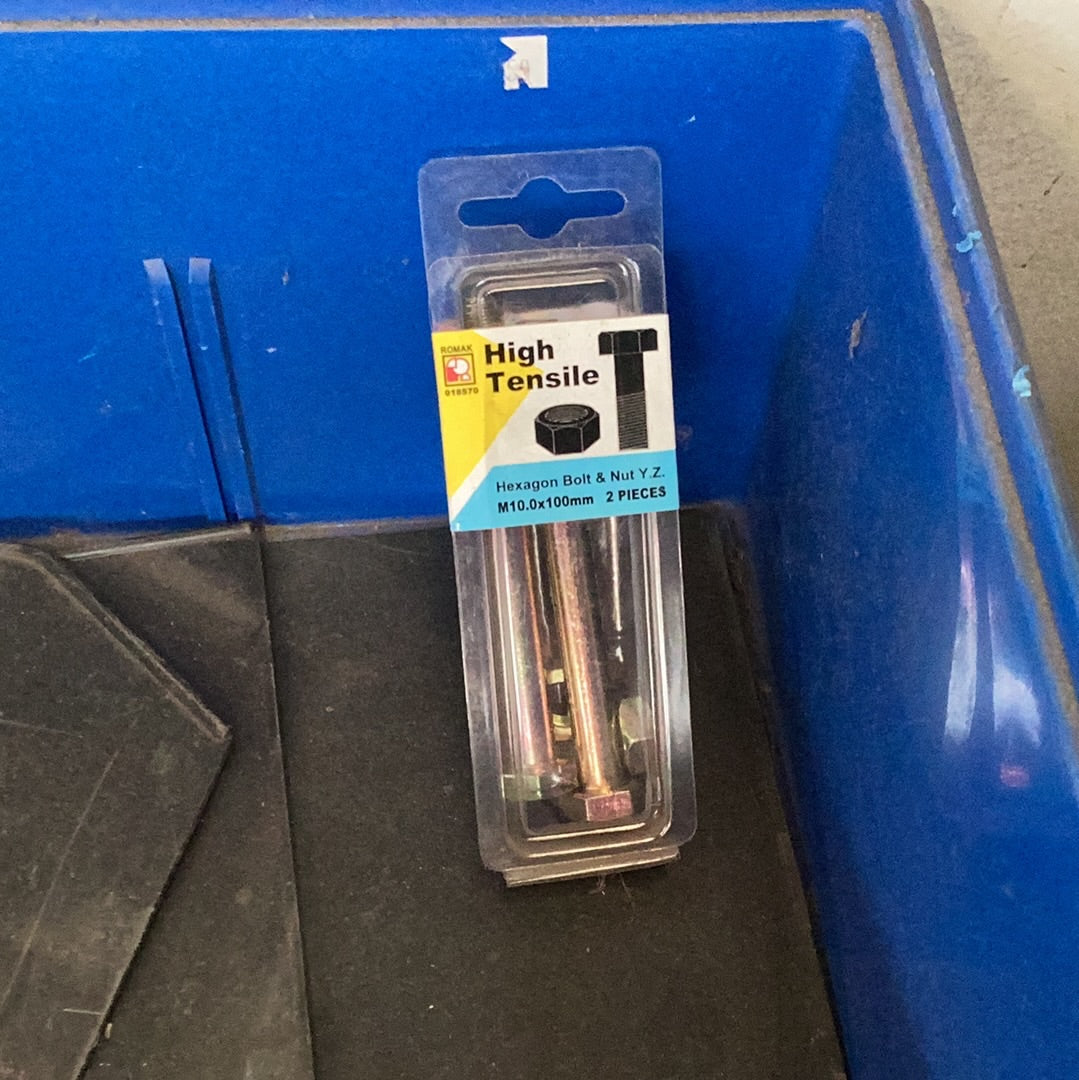 ROMAK
018570
High
Tensile
Hexagon Bolt & Nut Y.Z.
M10.0x100mm 2 PIECES